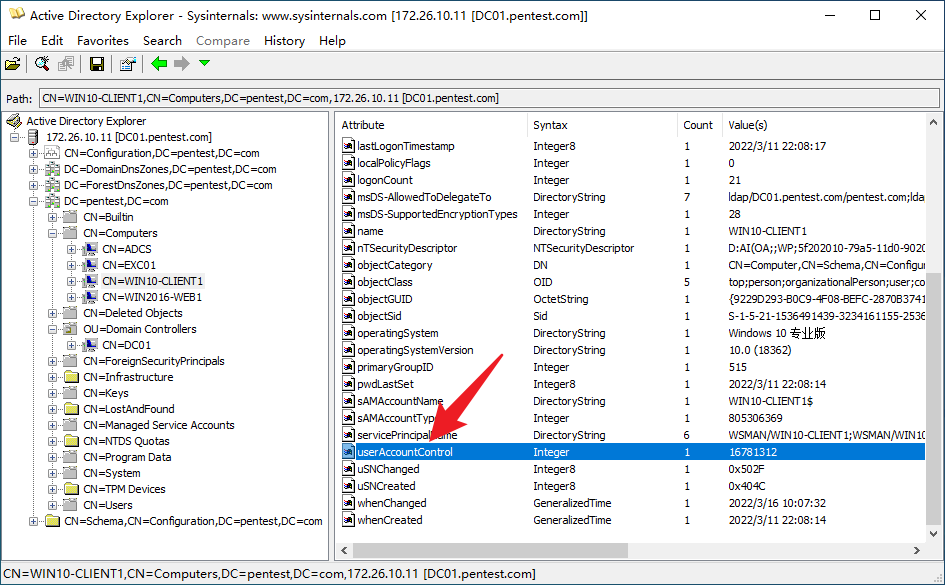 Active Directory Explorer - Sysinternals: www.sysinternals.com [172.26.10.11 [DC01.pentest.com]]
File Edit Favorites Search Compare History Help
Path: CN=WIN10-CLIENT1,CN=Computers,DC=pentest,DC=com,172.26.10.11 [DC01.pentest.com]
Active Directory Explorer
172.26.10.11 [DC01.pentest.com]
CN=Configuration,DC=pentest,DC=com
DC=DomainDnsZones,DC=pentest,DC=com
DC=ForestDnsZones,DC=pentest,DC=com
DC=pentest,DC=com
CN=Builtin
CN=Computers
CN=ADCS
CN=EXC01
CN=WIN10-CLIENT1
CN=WIN2016-WEB1
CN=Deleted Objects
OU=Domain Controllers
CN=DC01
CN=ForeignSecurityPrincipals
CN=Infrastructure
CN=Keys
CN=LostAndFound
CN=Managed Service Accounts
CN=NTDS Quotas
CN=Program Data
CN=System
CN=TPM Devices
CN=Users
CN=Schema,CN=Configuration,DC=pentest,DC=com
Attribute Syntax Count Value(s)
lastLogonTimestamp Integer8 1 2022/3/11 22:08:17
localPolicyFlags Integer 1 0
logonCount Integer 1 21
msDS-AllowedToDelegateTo DirectoryString 7 ldap/DC01.pentest.com/pentest.com;lda
msDS-SupportedEncryptionTypes Integer 1 28
name DirectoryString 1 WIN10-CLIENT1
nTSecurityDescriptor NTSecurityDescriptor 1 D:AI(OA;;WP;5f202010-79a5-11d0-9020
objectCategory DN 1 CN=Computer,CN=Schema,CN=Configur
objectClass OID 5 top;person;organizationalPerson;user;co
objectGUID OctetString 1 {9229D293-B0C9-4F08-BEFC-2870B3741
objectSid Sid 1 S-1-5-21-1536491439-3234161155-2536
operatingSystem DirectoryString 1 Windows 10 专业版
operatingSystemVersion DirectoryString 1 10.0 (18362)
primaryGroupID Integer 1 515
pwdLastSet Integer8 1 2022/3/11 22:08:14
sAMAccountName DirectoryString 1 WIN10-CLIENT1$
sAMAccountType Integer 1 805306369
servicePrincipalName DirectoryString 6 WSMAN/WIN10-CLIENT1;WSMAN/WIN10
userAccountControl Integer 1 16781312
uSNChanged Integer8 1 0x502F
uSNCreated Integer8 1 0x404C
whenChanged GeneralizedTime 1 2022/3/16 10:07:32
whenCreated GeneralizedTime 1 2022/3/11 22:08:14
CN=WIN10-CLIENT1,CN=Computers,DC=pentest,DC=com,172.26.10.11 [DC01.pentest.com]